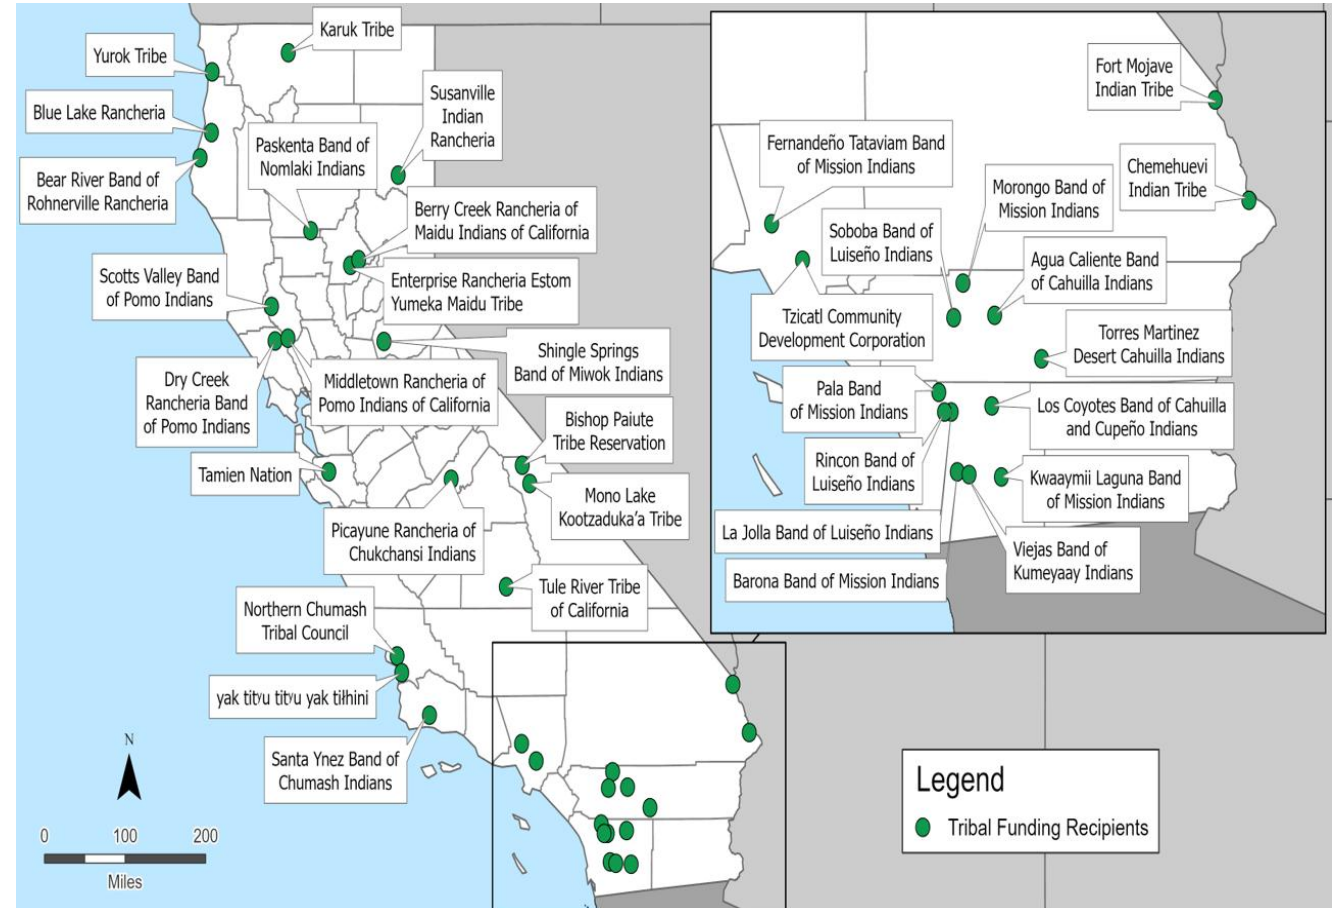 Karuk Tribe
Yurok Tribe
Blue Lake Rancheria
Bear River Band of
Rohnerville Rancheria
Susanville
Indian
Rancheria
Paskenta Band of
Nomlaki Indians
Berry Creek Rancheria of
Maidu Indians of California
Enterprise Rancheria Estom
Yumeka Maidu Tribe
Scotts Valley Band
of Pomo Indians
Dry Creek
Rancheria Band
of Pomo Indians
Middletown Rancheria of
Pomo Indians of California
Shingle Springs
Band of Miwok Indians
Bishop Paiute
Tribe Reservation
Tamien Nation
Mono Lake
Kootzaduka’a Tribe
Picayune Rancheria of
Chukchansi Indians
Tule River Tribe
of California
Northern Chumash
Tribal Council
yak titʸu titʸu yak tiłhini
Santa Ynez Band of
Chumash Indians
N
0 100 200
Miles
Fort Mojave
Indian Tribe
Fernandeño Tataviam Band
of Mission Indians
Chemehuevi
Indian Tribe
Morongo Band of
Mission Indians
Soboba Band of
Luiseño Indians
Agua Caliente Band
of Cahuilla Indians
Tzicatl Community
Development Corporation
Torres Martinez
Desert Cahuilla Indians
Pala Band
of Mission Indians
Los Coyotes Band of Cahuilla
and Cupeño Indians
Rincon Band of
Luiseño Indians
Kwaaymii Laguna Band
of Mission Indians
La Jolla Band of Luiseño Indians
Viejas Band of
Kumeyaay Indians
Barona Band of Mission Indians
Legend
Tribal Funding Recipients